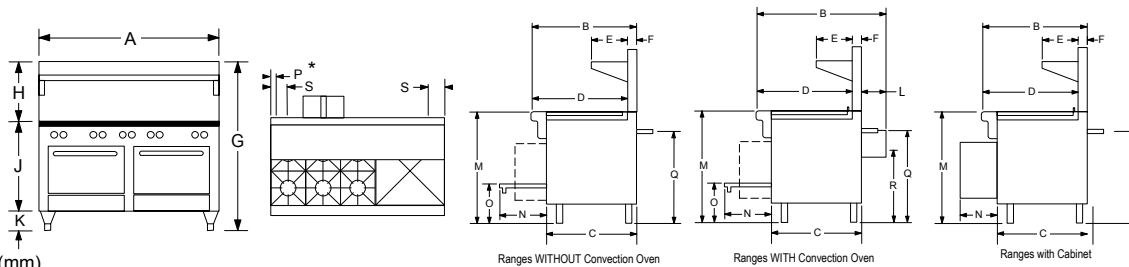 A
H
J
K
G
(mm)
P *
S
S
B
E
F
D
M
Q
O
N
C
Ranges WITHOUT Convection Oven
B
E
F
D
L
M
Q
R
O
N
C
Ranges WITH Convection Oven
B
E
F
D
M
N
C
Ranges with Cabinet